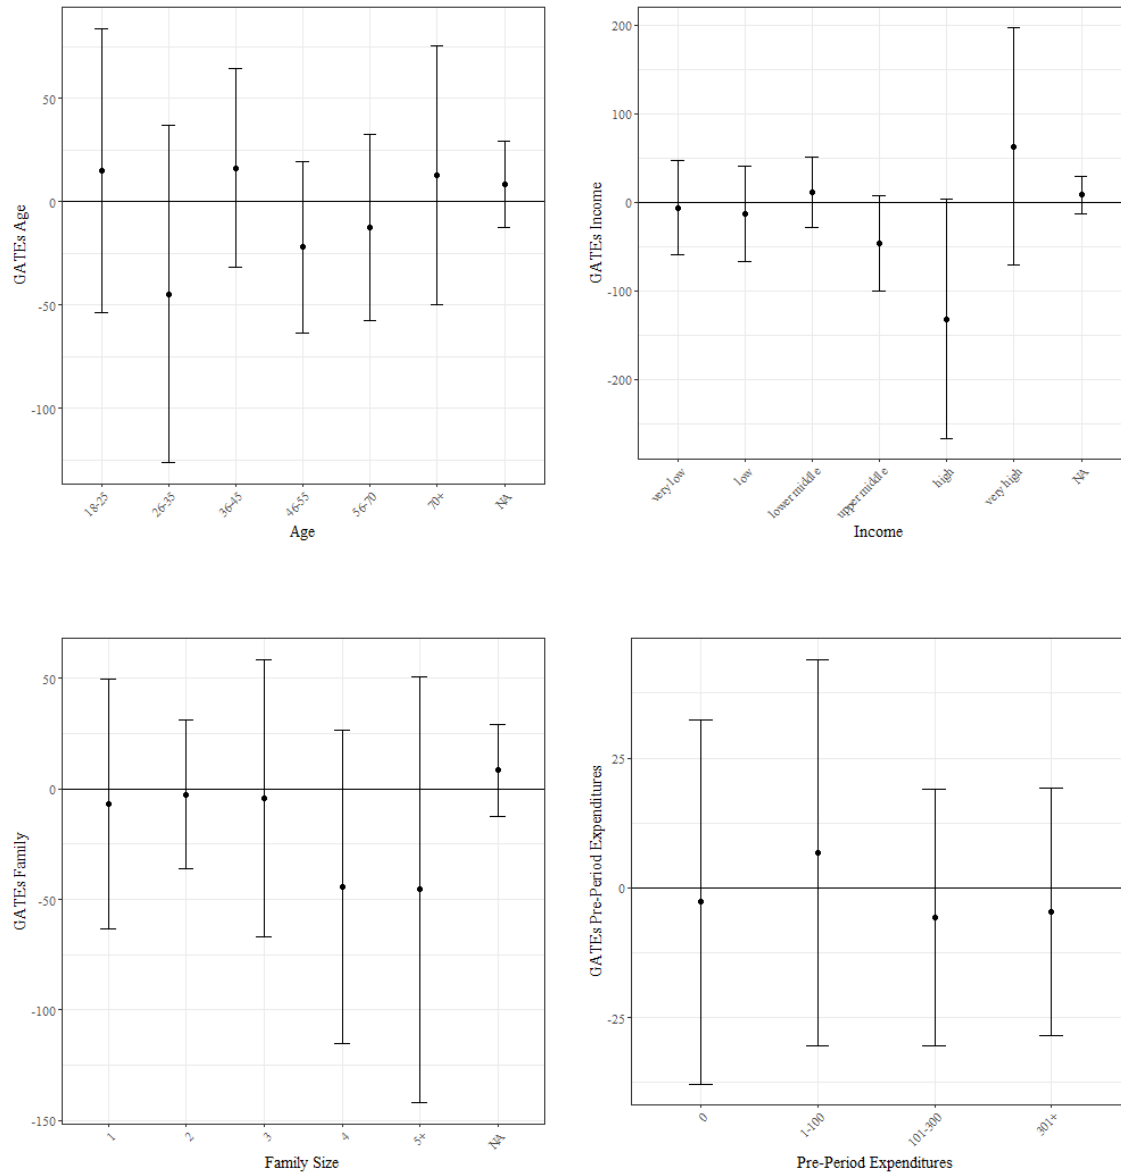 GATEs Age
50
0
-50
-100
18-25
26-35
36-45
46-55
56-70
70+
NA
Age
GATEs Income
200
100
0
-100
-200
very low
low
lower middle
upper middle
high
very high
NA
Income
GATEs Family
50
0
-50
-100
-150
1
2
3
4
5+
NA
Family Size
GATEs Pre-Period Expenditures
25
0
-25
0
1-100
101-300
301+
Pre-Period Expenditures